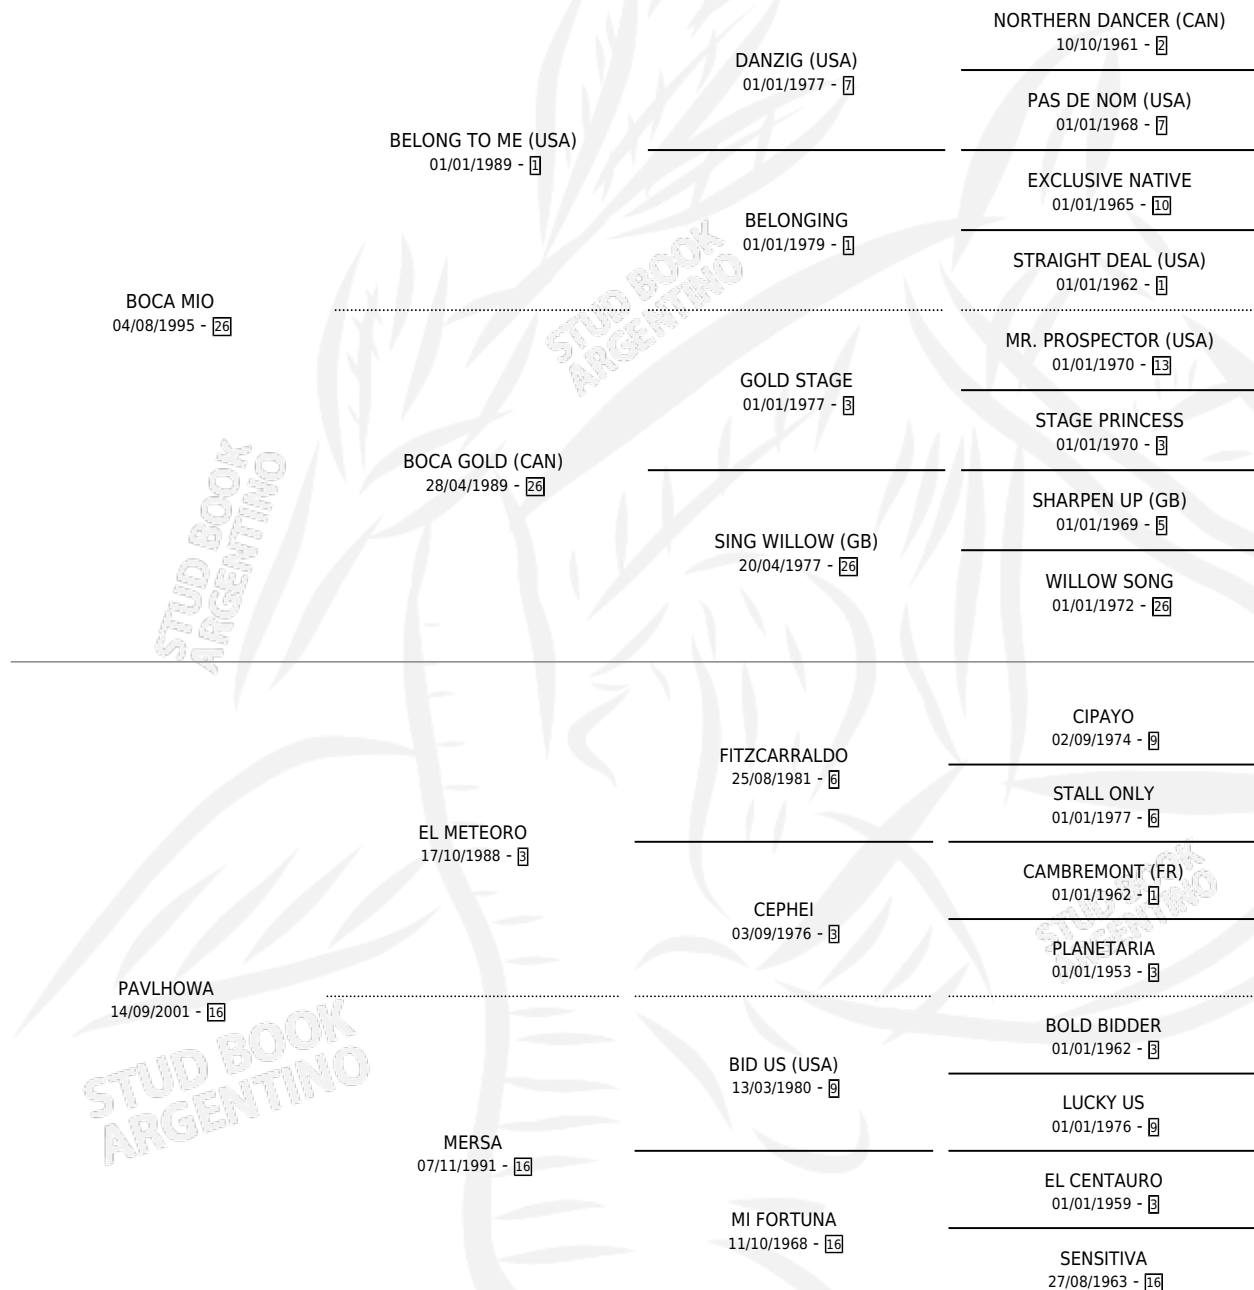 NORTHERN DANCER (CAN)
10/10/1961 - 2
DANZIG (USA)
01/01/1977 - 7
PAS DE NOM (USA)
01/01/1968 - 7
BELONG TO ME (USA)
01/01/1989 - 1
EXCLUSIVE NATIVE
01/01/1965 - 10
BELONGING
01/01/1979 - 1
STRAIGHT DEAL (USA)
01/01/1962 - 1
BOCA MIO
04/08/1995 - 26
MR. PROSPECTOR (USA)
01/01/1970 - 13
GOLD STAGE
01/01/1977 - 3
STAGE PRINCESS
01/01/1970 - 3
BOCA GOLD (CAN)
28/04/1989 - 26
SHARPEN UP (GB)
01/01/1969 - 5
SING WILLOW (GB)
20/04/1977 - 26
WILLOW SONG
01/01/1972 - 26
CIPAYO
02/09/1974 - 9
FITZCARRALDO
25/08/1981 - 6
STALL ONLY
01/01/1977 - 6
EL METEORO
17/10/1988 - 3
CAMBREMONT (FR)
01/01/1962 - 1
CEPHEI
03/09/1976 - 3
PLANETARIA
01/01/1953 - 3
PAVLHOWA
14/09/2001 - 16
BOLD BIDDER
01/01/1962 - 3
BID US (USA)
13/03/1980 - 9
LUCKY US
01/01/1976 - 9
MERSA
07/11/1991 - 16
EL CENTAURO
01/01/1959 - 3
MI FORTUNA
11/10/1968 - 16
SENSITIVA
27/08/1963 - 16
STUD BOOK
ARGENTINO
STUD BOOK
ARGENTINO
STUD BOOK
ARGENTINO
STUD BOOK
ARGENTINO